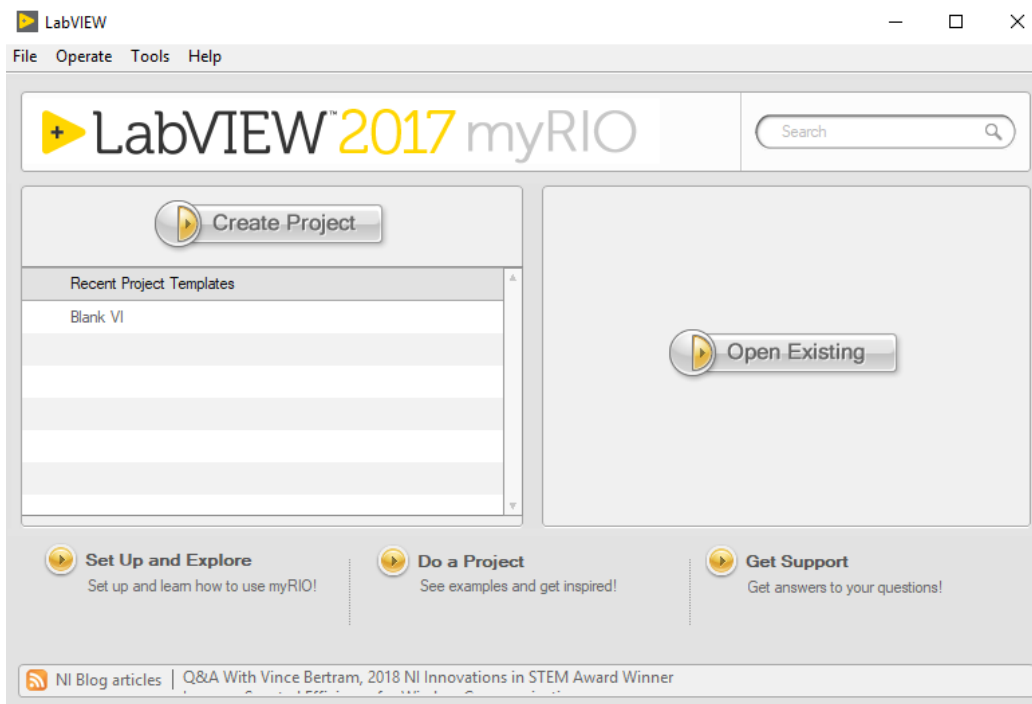 LabVIEW
File Operate Tools Help
LabVIEW™ 2017 myRIO
Search
Create Project
Recent Project Templates
Blank VI
Open Existing
Set Up and Explore
Set up and learn how to use myRIO!
Do a Project
See examples and get inspired!
Get Support
Get answers to your questions!
NI Blog articles | Q&A With Vince Bertram, 2018 NI Innovations in STEM Award Winner